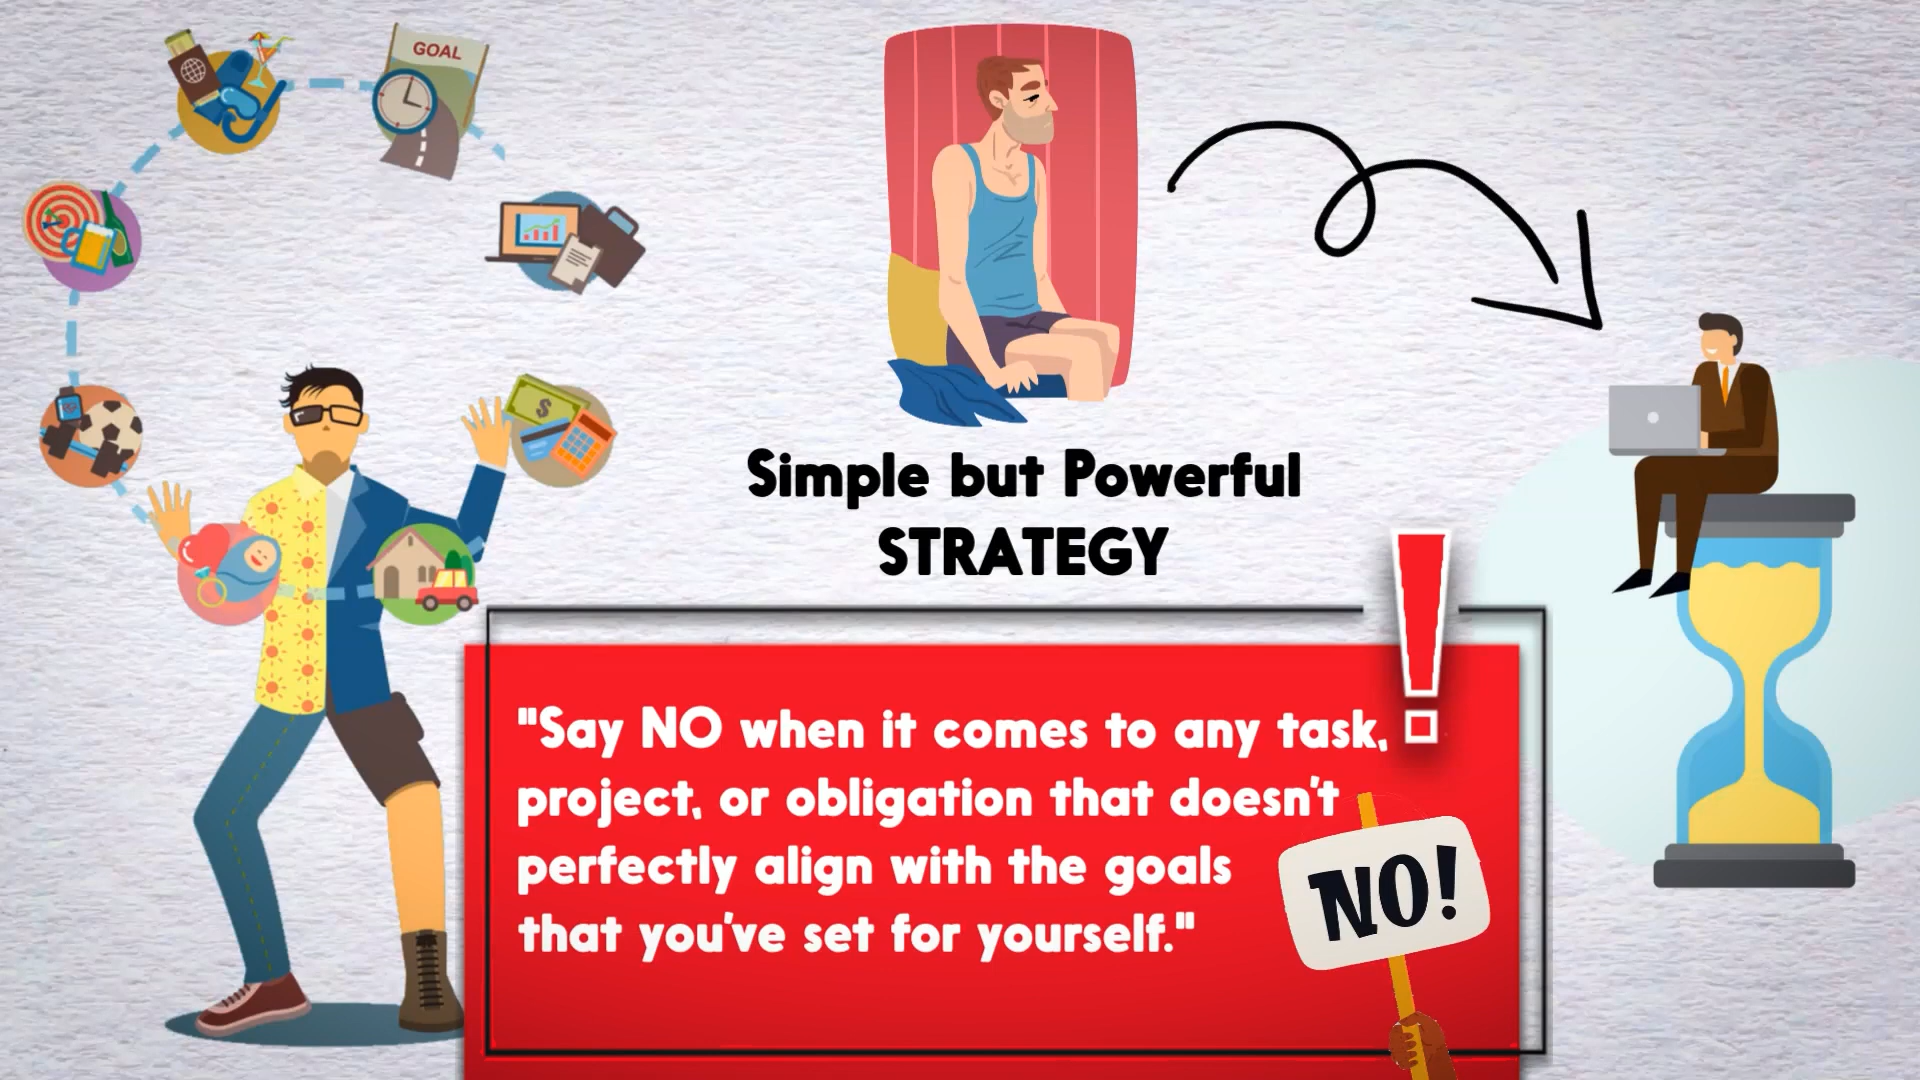 GOAL
$
Simple but Powerful
STRATEGY
!
"Say NO when it comes to any task,
project, or obligation that doesn't
perfectly align with the goals
that you've set for yourself."
NO!